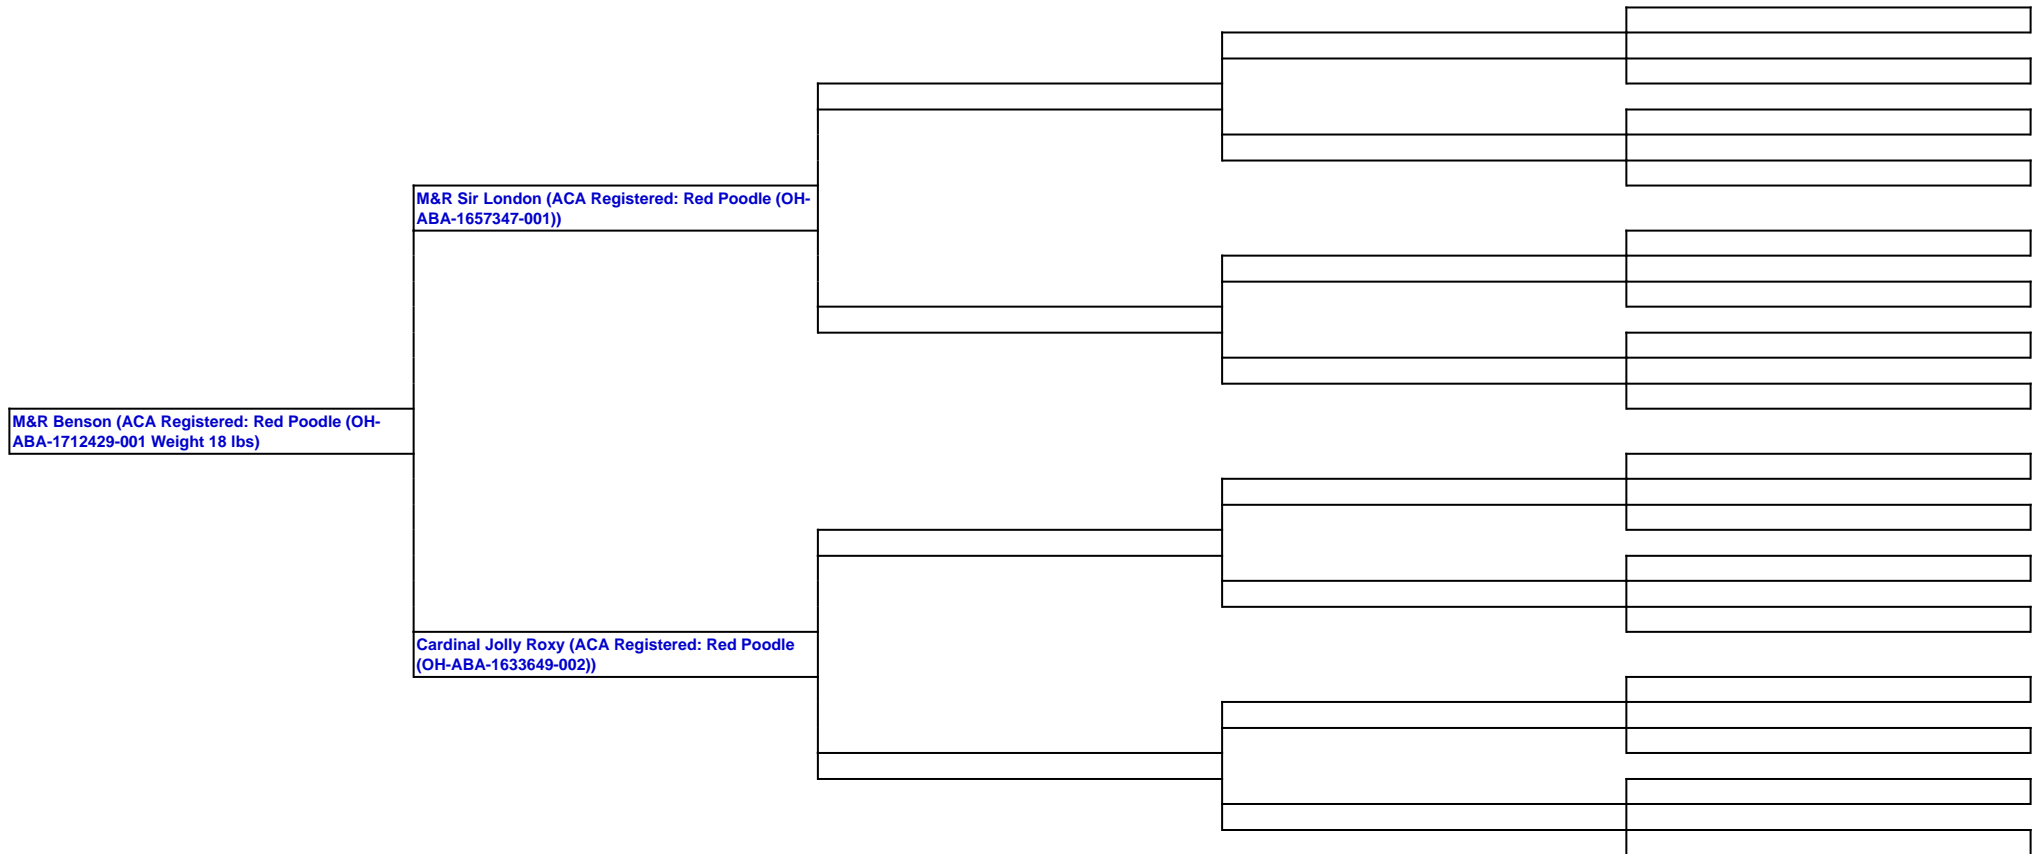 M&R Sir London (ACA Registered: Red Poodle (OH-
ABA-1657347-001))
M&R Benson (ACA Registered: Red Poodle (OH-
ABA-1712429-001 Weight 18 lbs)
Cardinal Jolly Roxy (ACA Registered: Red Poodle
(OH-ABA-1633649-002))